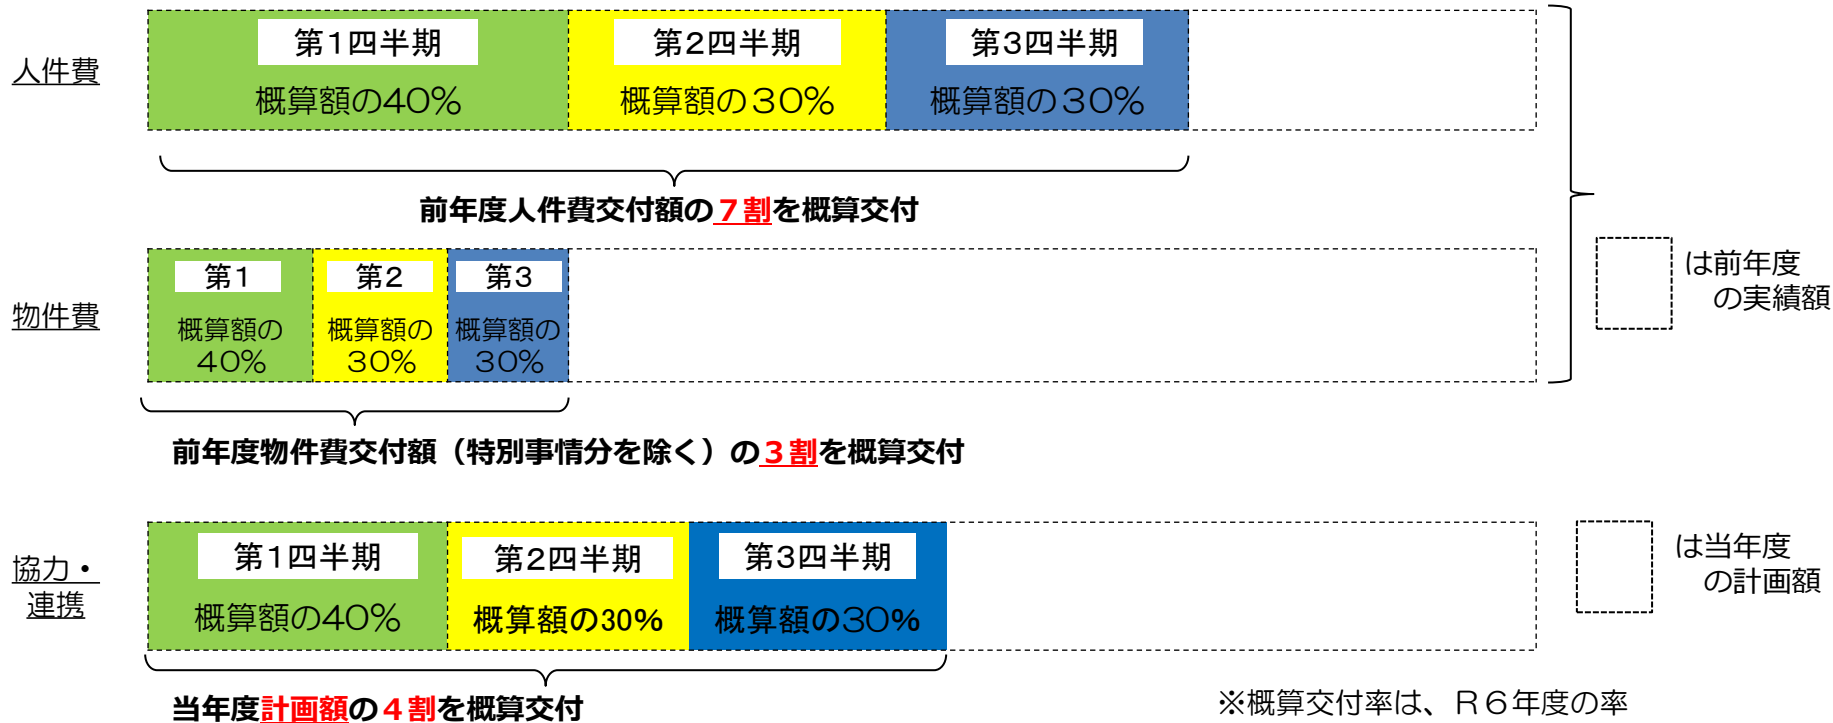 人件費
第1四半期
第2四半期
第3四半期
概算額の40%
概算額の30%
概算額の30%
前年度人件費交付額の7割を概算交付
物件費
第1
第2
第3
概算額の
40%
概算額の
30%
概算額の
30%
前年度物件費交付額（特別事情分を除く）の3割を概算交付
は前年度
の実績額
協力・
連携
第1四半期
第2四半期
第3四半期
概算額の40%
概算額の30%
概算額の30%
当年度計画額の4割を概算交付
は当年度
の計画額
※概算交付率は、R6年度の率